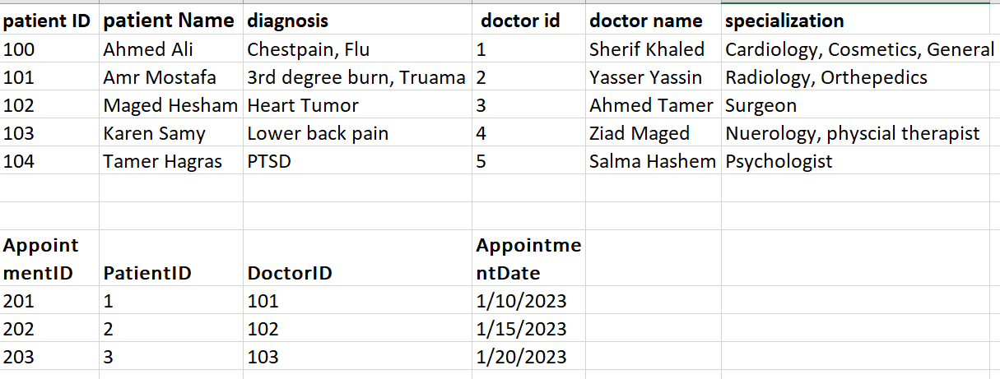 patient ID patient Name diagnosis doctor id doctor name specialization
100 Ahmed Ali Chestpain, Flu 1 Sherif Khaled Cardiology, Cosmetics, General
101 Amr Mostafa 3rd degree burn, Truama 2 Yasser Yassin Radiology, Orthepedics
102 Maged Hesham Heart Tumor 3 Ahmed Tamer Surgeon
103 Karen Samy Lower back pain 4 Ziad Maged Nuerology, physcial therapist
104 Tamer Hagras PTSD 5 Salma Hashem Psychologist
Appoint Appointme
mentID PatientID DoctorID ntDate
201 1 101 1/10/2023
202 2 102 1/15/2023
203 3 103 1/20/2023